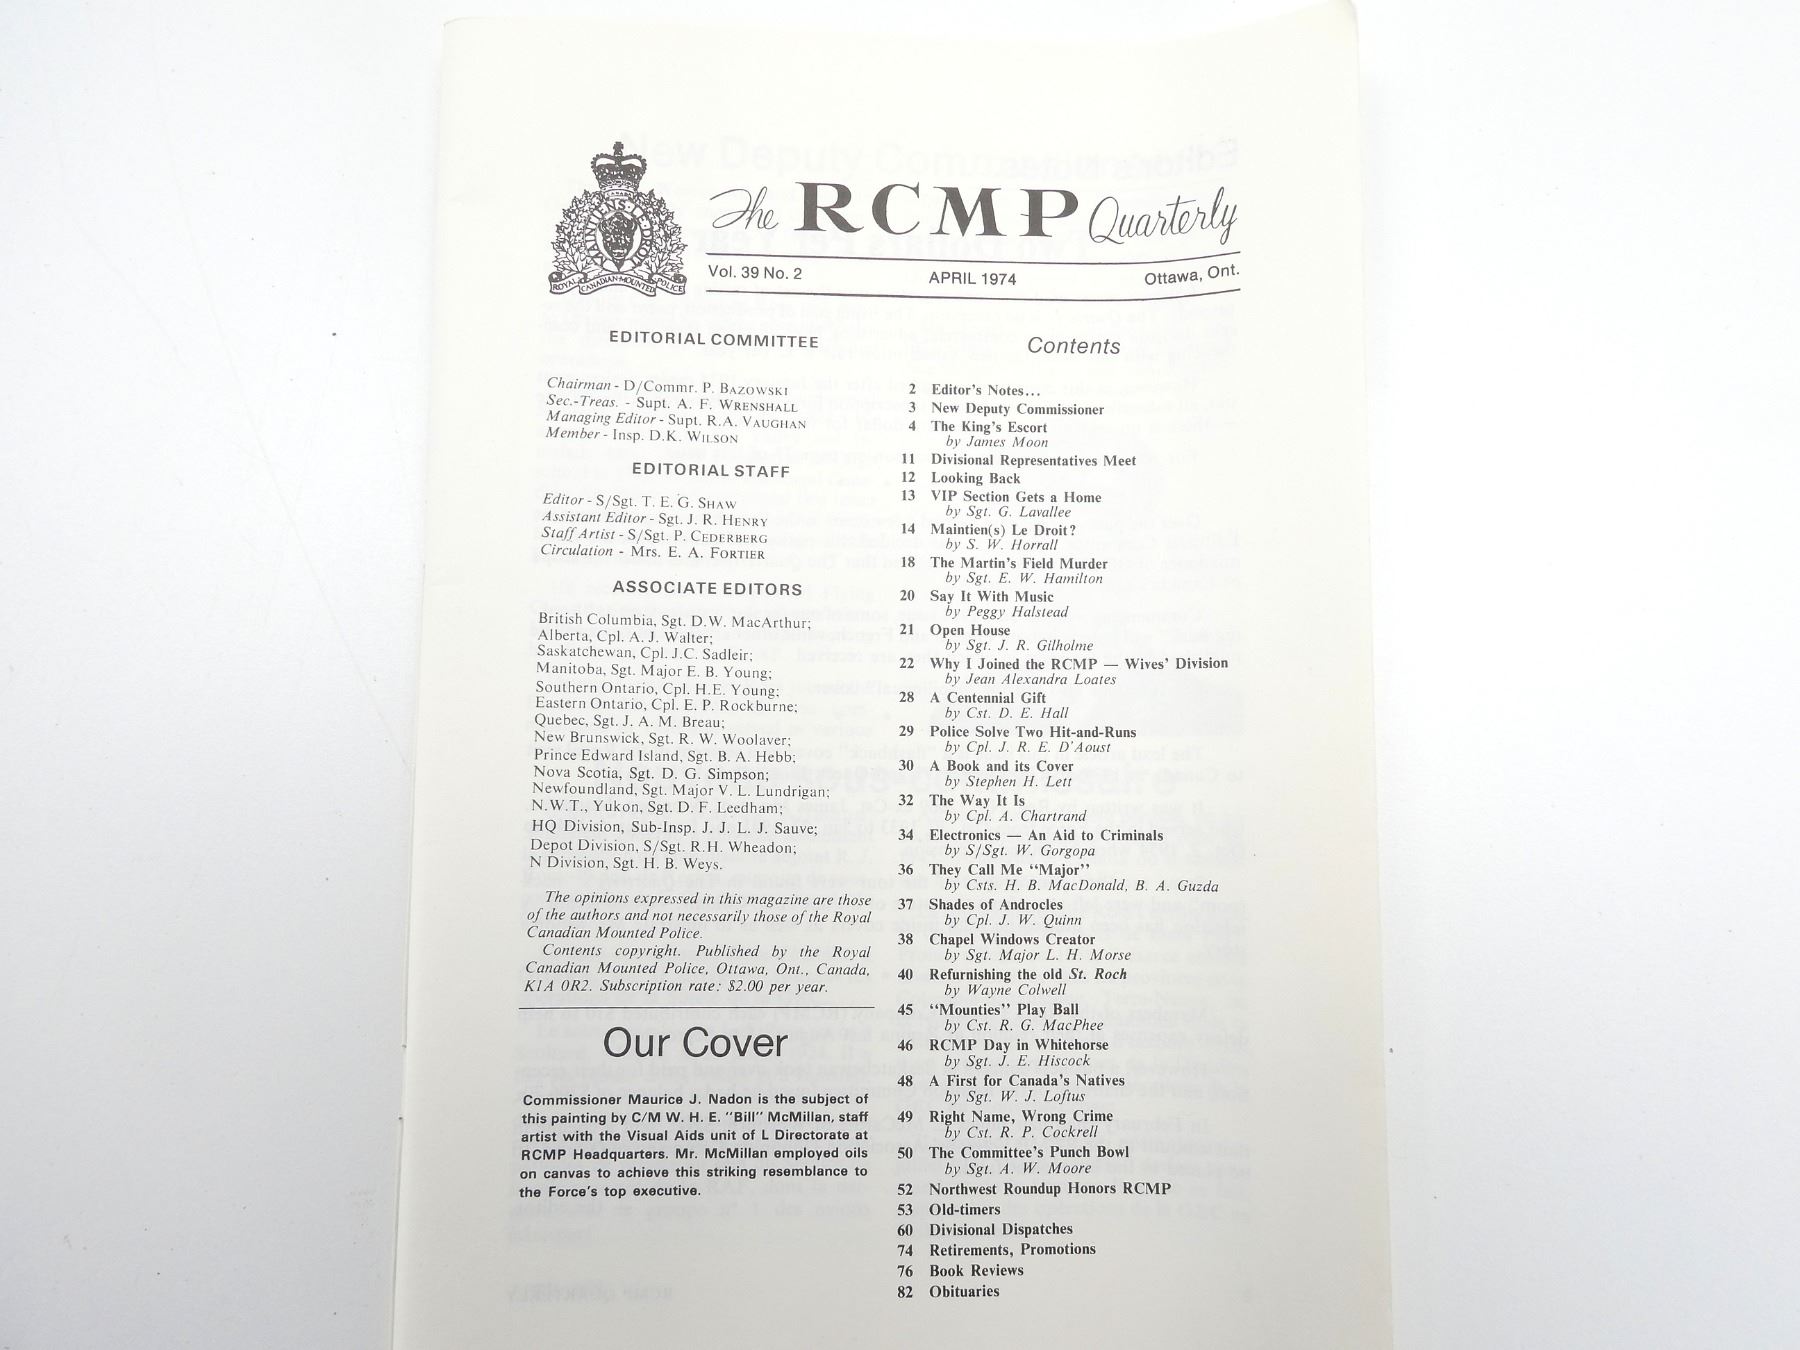 The RCMP Quarterly
Vol. 39 No. 2 APRIL 1974 Ottawa, Ont.
MAINTIENS LE DROIT
CANADA
ROYAL CANADIAN MOUNTED POLICE
EDITORIAL COMMITTEE
Chairman - D/Commr. P. BAZOWSKI
Sec.-Treas. - Supt. A. F. WRENSHALL
Managing Editor - Supt. R.A. VAUGHAN
Member - Insp. D.K. WILSON
EDITORIAL STAFF
Editor - S/Sgt. T. E. G. SHAW
Assistant Editor - Sgt. J. R. HENRY
Staff Artist - S/Sgt. P. CEDERBERG
Circulation - Mrs. E. A. FORTIER
ASSOCIATE EDITORS
British Columbia, Sgt. D.W. MacArthur;
Alberta, Cpl. A. J. Walter;
Saskatchewan, Cpl. J.C. Sadleir;
Manitoba, Sgt. Major E. B. Young;
Southern Ontario, Cpl. H.E. Young;
Eastern Ontario, Cpl. E. P. Rockburne;
Quebec, Sgt. J. A. M. Breau;
New Brunswick, Sgt. R. W. Woolaver;
Prince Edward Island, Sgt. B. A. Hebb;
Nova Scotia, Sgt. D. G. Simpson;
Newfoundland, Sgt. Major V. L. Lundrigan;
N.W.T., Yukon, Sgt. D. F. Leedham;
HQ Division, Sub-Insp. J. J. L. J. Sauve;
Depot Division, S/Sgt. R.H. Wheadon;
N Division, Sgt. H. B. Weys.
The opinions expressed in this magazine are those
of the authors and not necessarily those of the Royal
Canadian Mounted Police.
Contents copyright. Published by the Royal
Canadian Mounted Police, Ottawa, Ont., Canada,
K1A 0R2. Subscription rate: $2.00 per year.
Our Cover
Commissioner Maurice J. Nadon is the subject of
this painting by C/M W. H. E. "Bill" McMillan, staff
artist with the Visual Aids unit of L Directorate at
RCMP Headquarters. Mr. McMillan employed oils
on canvas to achieve this striking resemblance to
the Force's top executive.
Contents
2 Editor's Notes...
3 New Deputy Commissioner
4 The King's Escort
by James Moon
11 Divisional Representatives Meet
12 Looking Back
13 VIP Section Gets a Home
by Sgt. G. Lavallee
14 Maintien(s) Le Droit?
by S. W. Horrall
18 The Martin's Field Murder
by Sgt. E. W. Hamilton
20 Say It With Music
by Peggy Halstead
21 Open House
by Sgt. J. R. Gilholme
22 Why I Joined the RCMP — Wives' Division
by Jean Alexandra Loates
28 A Centennial Gift
by Cst. D. E. Hall
29 Police Solve Two Hit-and-Runs
by Cpl. J. R. E. D'Aoust
30 A Book and its Cover
by Stephen H. Lett
32 The Way It Is
by Cpl. A. Chartrand
34 Electronics — An Aid to Criminals
by S/Sgt. W. Gorgopa
36 They Call Me "Major"
by Csts. H. B. MacDonald, B. A. Guzda
37 Shades of Androcles
by Cpl. J. W. Quinn
38 Chapel Windows Creator
by Sgt. Major L. H. Morse
40 Refurnishing the old St. Roch
by Wayne Colwell
45 "Mounties" Play Ball
by Cst. R. G. MacPhee
46 RCMP Day in Whitehorse
by Sgt. J. E. Hiscock
48 A First for Canada's Natives
by Sgt. W. J. Loftus
49 Right Name, Wrong Crime
by Cst. R. P. Cockrell
50 The Committee's Punch Bowl
by Sgt. A. W. Moore
52 Northwest Roundup Honors RCMP
53 Old-timers
60 Divisional Dispatches
74 Retirements, Promotions
76 Book Reviews
82 Obituaries